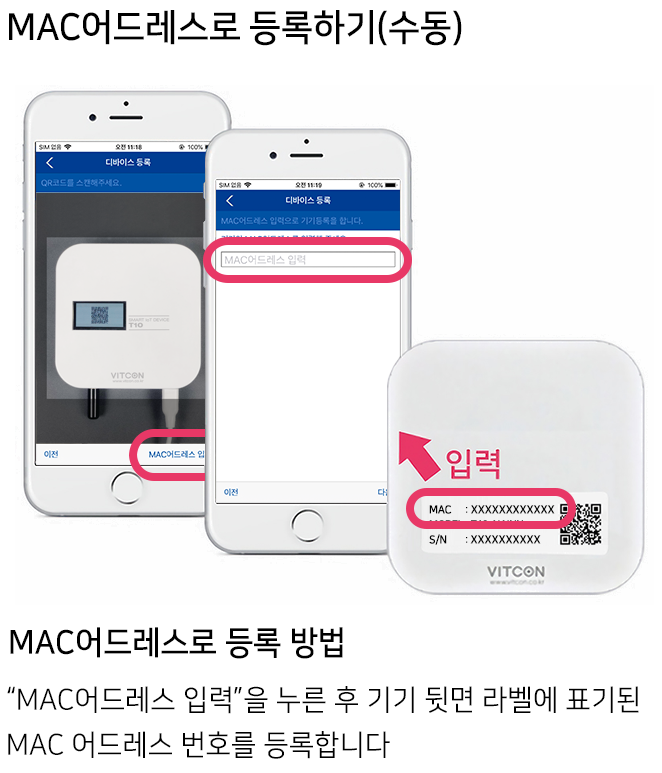 MAC어드레스로 등록하기(수동)
SIM 없음 오전 11:18 100%
디바이스 등록
QR코드를 스캔해주세요.
SMART IoT DEVICE
T10
VITCON
www.vitcon.co.kr
이전 MAC어드레스 입
SIM 없음 오전 11:19 100%
디바이스 등록
MAC어드레스 입력으로 기기등록을 합니다.
MAC어드레스 입력
이전 다음
입력
MAC : XXXXXXXXXXXX
S/N : XXXXXXXXXX
VITCON
www.vitcon.co.kr
MAC어드레스로 등록 방법
“MAC어드레스 입력”을 누른 후 기기 뒷면 라벨에 표기된
MAC 어드레스 번호를 등록합니다